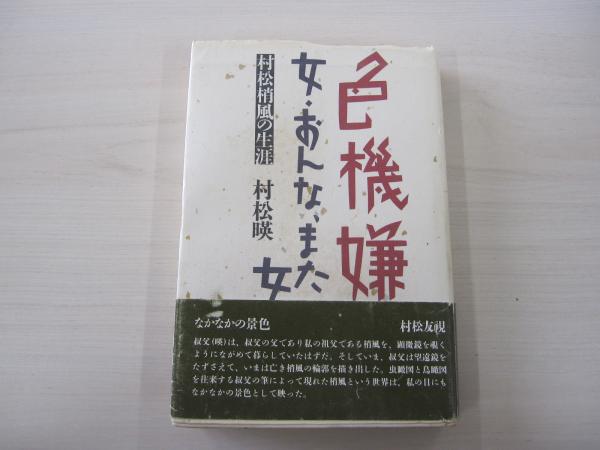 色機嫌
女・おんな、また女
村松梢風の生涯
村松暎
なかなかの景色
村松友視
叔父(暎)は、叔父の父であり私の祖父である梢風を、顕微鏡を覗く
ようにながめて暮らしていたはずだ。そしていま、叔父は望遠鏡を
たずさえて、いまは亡き梢風の輪郭を描き出した。虫瞰図と鳥瞰図
を往来する叔父の筆によって現れた梢風という世界は、私の目にも
なかなかの景色として映った。